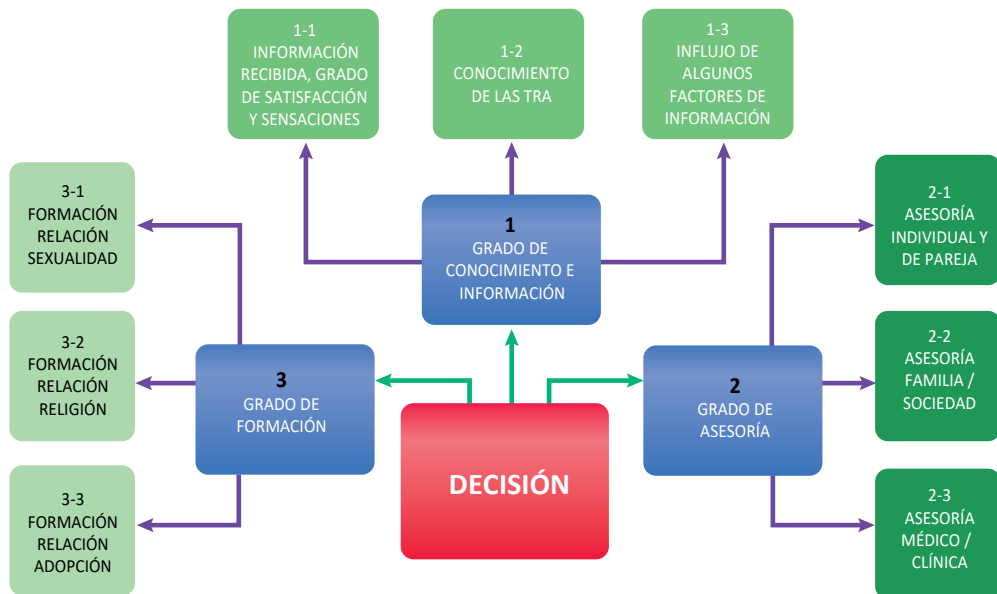 1-1
INFORMACIÓN
RECIBIDA, GRADO
DE SATISFACCIÓN
Y SENSACIONES
1-2
CONOCIMIENTO
DE LAS TRA
1-3
INFLUJO DE
ALGUNOS
FACTORES DE
INFORMACIÓN
3-1
FORMACIÓN
RELACIÓN
SEXUALIDAD
1
GRADO DE
CONOCIMIENTO E
INFORMACIÓN
2-1
ASESORÍA
INDIVIDUAL Y
DE PAREJA
3-2
FORMACIÓN
RELACIÓN
RELIGIÓN
3
GRADO DE
FORMACIÓN
2
GRADO DE
ASESORÍA
2-2
ASESORÍA
FAMILIA /
SOCIEDAD
DECISIÓN
3-3
FORMACIÓN
RELACIÓN
ADOPCIÓN
2-3
ASESORÍA
MÉDICO /
CLÍNICA